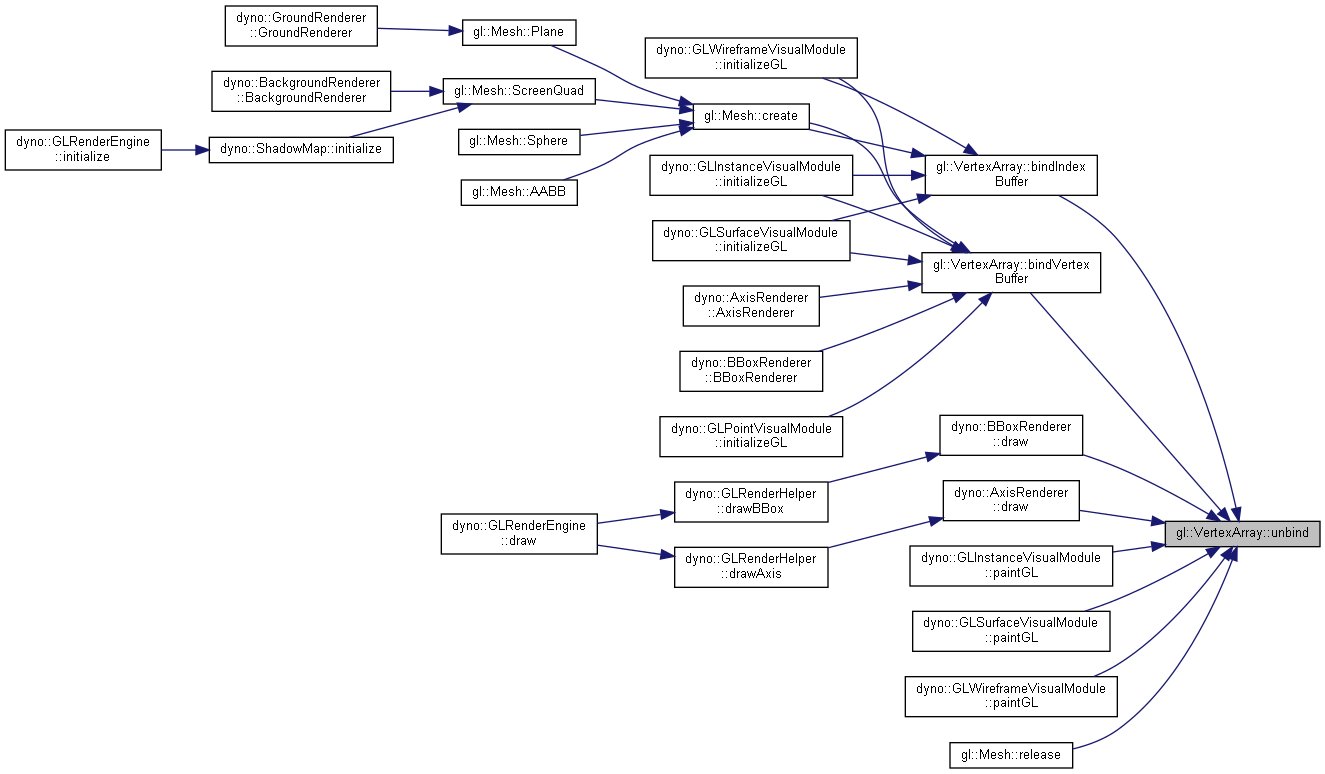 dyno::GroundRenderer
::GroundRenderer
gl::Mesh::Plane
dyno::GLWireframeVisualModule
::initializeGL
dyno::BackgroundRenderer
::BackgroundRenderer
gl::Mesh::ScreenQuad
gl::Mesh::create
dyno::GLRenderEngine
::initialize
dyno::ShadowMap::initialize
gl::Mesh::Sphere
gl::Mesh::AABB
dyno::GLInstanceVisualModule
::initializeGL
gl::VertexArray::bindIndex
Buffer
dyno::GLSurfaceVisualModule
::initializeGL
gl::VertexArray::bindVertex
Buffer
dyno::AxisRenderer
::AxisRenderer
dyno::BBoxRenderer
::BBoxRenderer
dyno::GLPointVisualModule
::initializeGL
dyno::BBoxRenderer
::draw
dyno::GLRenderHelper
::drawBBox
dyno::AxisRenderer
::draw
dyno::GLRenderEngine
::draw
dyno::GLRenderHelper
::drawAxis
gl::VertexArray::unbind
dyno::GLInstanceVisualModule
::paintGL
dyno::GLSurfaceVisualModule
::paintGL
dyno::GLWireframeVisualModule
::paintGL
gl::Mesh::release